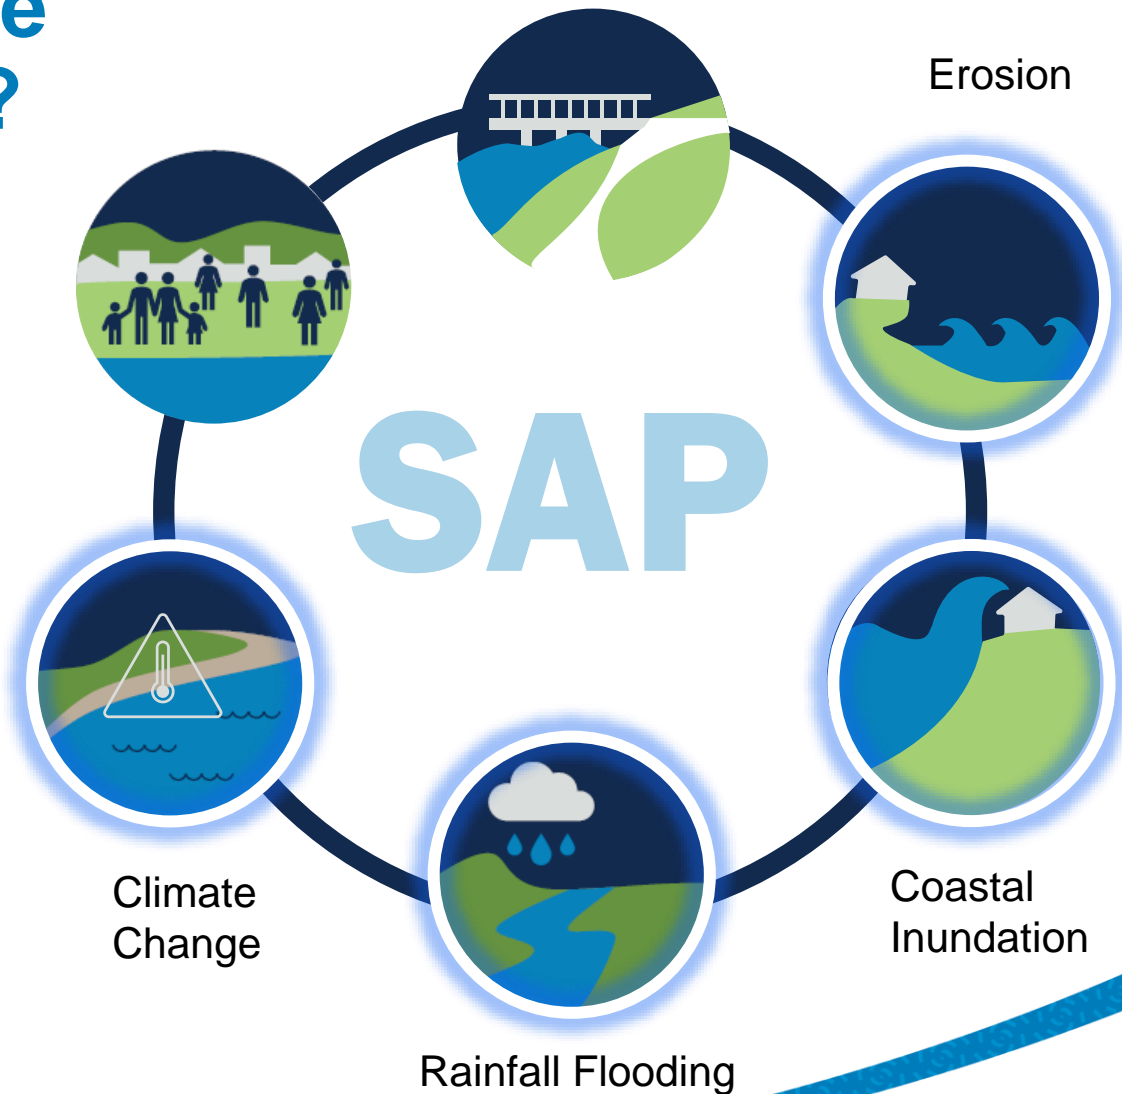 ?
Erosion
SAP
Climate
Change
Coastal
Inundation
Rainfall Flooding